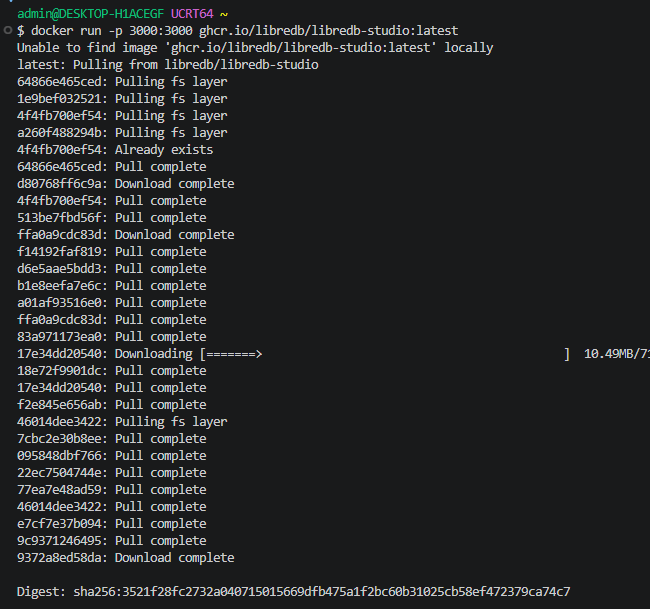 admin@DESKTOP-H1ACEGF UCRT64 ~
$ docker run -p 3000:3000 ghcr.io/libredb/libredb-studio:latest
Unable to find image 'ghcr.io/libredb/libredb-studio:latest' locally
latest: Pulling from libredb/libredb-studio
64866e465ced: Pulling fs layer
1e9bef032521: Pulling fs layer
4f4fb700ef54: Pulling fs layer
a260f488294b: Pulling fs layer
4f4fb700ef54: Already exists
64866e465ced: Pull complete
d80768ff6c9a: Download complete
4f4fb700ef54: Pull complete
513be7fbd56f: Pull complete
ffa0a9cdc83d: Download complete
f14192faf819: Pull complete
d6e5aae5bdd3: Pull complete
b1e8eefa7e6c: Pull complete
a01af93516e0: Pull complete
ffa0a9cdc83d: Pull complete
83a971173ea0: Pull complete
17e34dd20540: Downloading [=======>                                           ]  10.49MB/71
18e72f9901dc: Pull complete
17e34dd20540: Pull complete
f2e845e656ab: Pull complete
46014dee3422: Pulling fs layer
7cbc2e30b8ee: Pull complete
095848dbf766: Pull complete
22ec7504744e: Pull complete
77ea7e48ad59: Pull complete
46014dee3422: Pull complete
e7cf7e37b094: Pull complete
9c9371246495: Pull complete
9372a8ed58da: Download complete
Digest: sha256:3521f28fc2732a040715015669dfb475a1f2bc60b31025cb58ef472379ca74c7